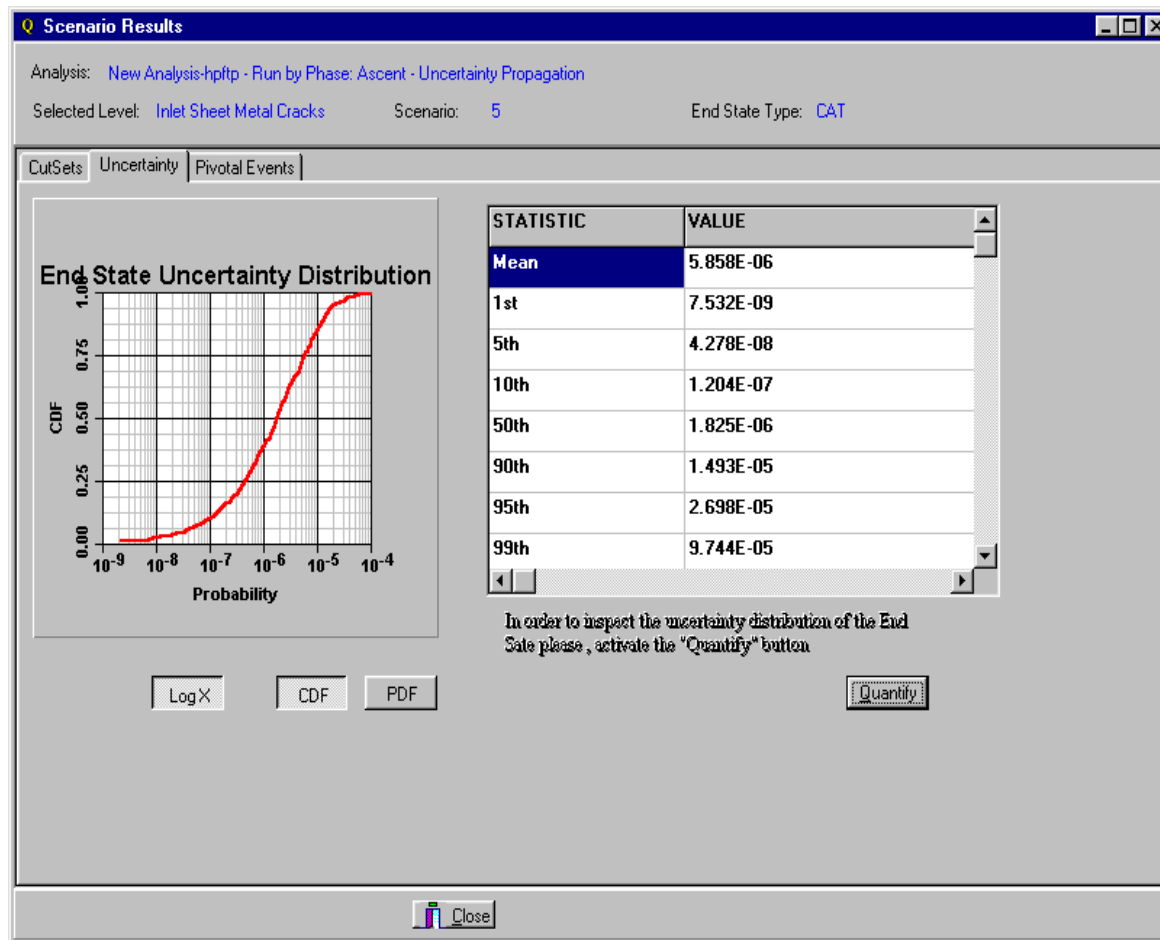 Q Scenario Results
Analysis: New Analysis-hpftp - Run by Phase: Ascent - Uncertainty Propagation
Selected Level: Inlet Sheet Metal Cracks Scenario: 5 End State Type: CAT
CutSets Uncertainty Pivotal Events
End State Uncertainty Distribution
CDF
1.00
0.75
0.50
0.25
0.00
10-9 10-8 10-7 10-6 10-5 10-4
Probability
STATISTIC VALUE
Mean 5.858E-06
1st 7.532E-09
5th 4.278E-08
10th 1.204E-07
50th 1.825E-06
90th 1.493E-05
95th 2.698E-05
99th 9.744E-05
In order to inspect the uncertainty distribution of the End
Sate please , activate the "Quantify" button
Log X CDF PDF Quantify
Close